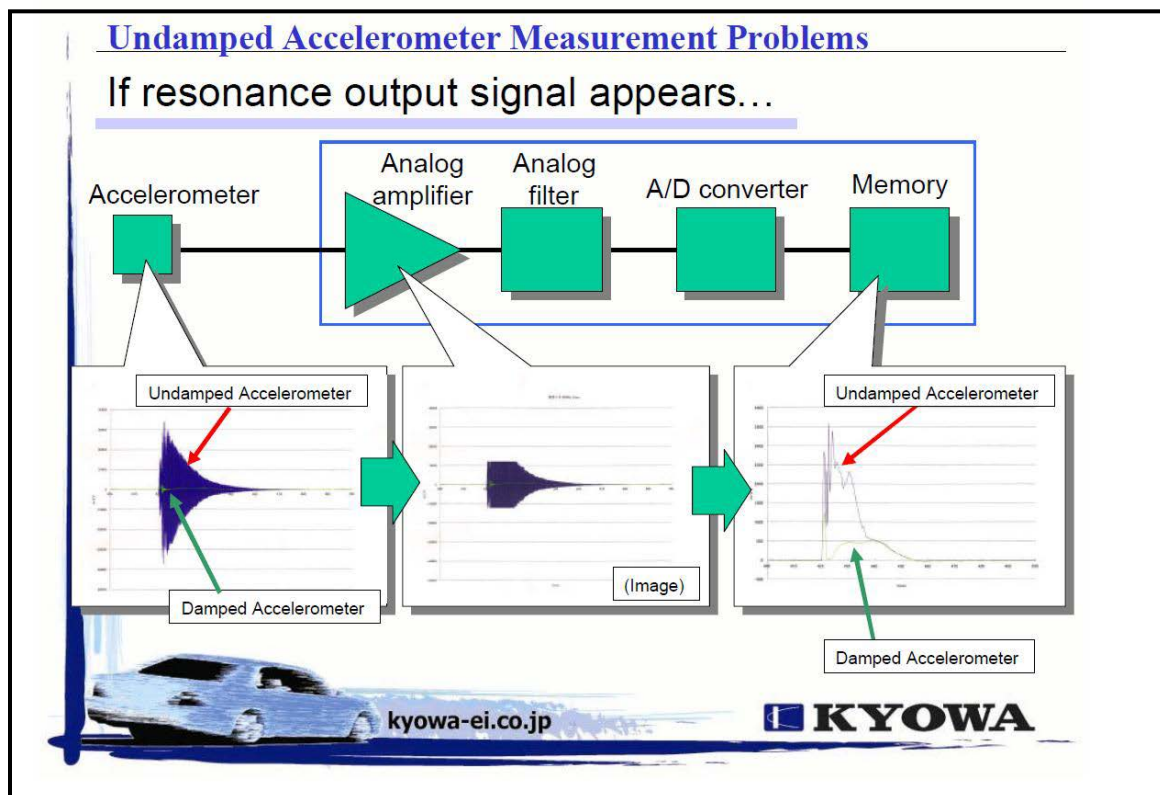 Undamped Accelerometer Measurement Problems
If resonance output signal appears…
Accelerometer
Analog
amplifier
Analog
filter
A/D converter
Memory
Undamped Accelerometer
Damped Accelerometer
(Image)
Undamped Accelerometer
Damped Accelerometer
kyowa-ei.co.jp
KYOWA